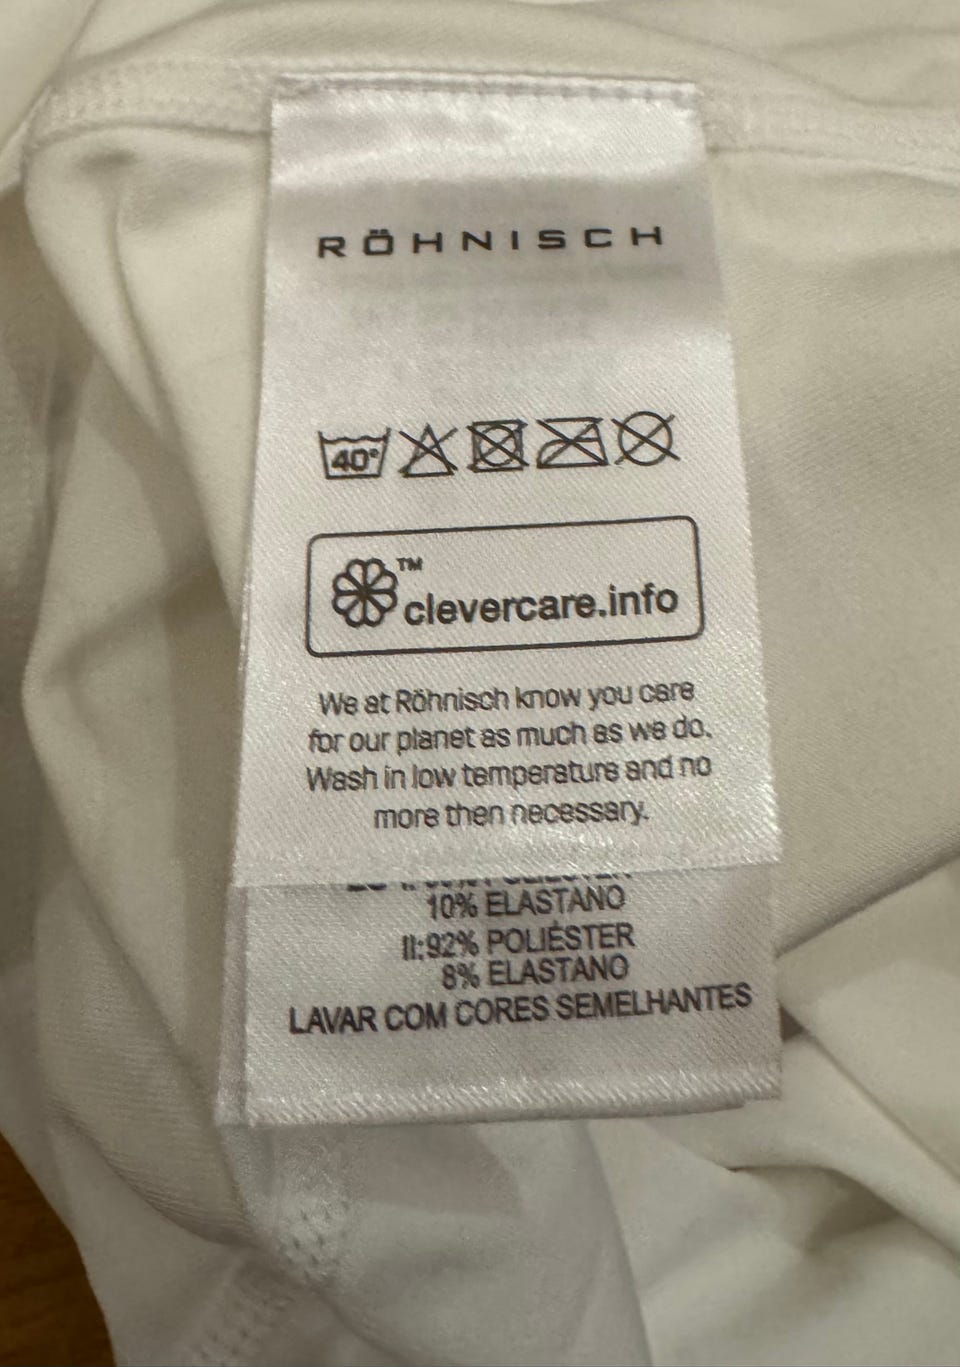 RÖHNISCH
40°
™
clevercare.info
We at Röhnisch know you care
for our planet as much as we do.
Wash in low temperature and no
more then necessary.
10% ELASTANO
II:92% POLIÉSTER
8% ELASTANO
LAVAR COM CORES SEMELHANTES